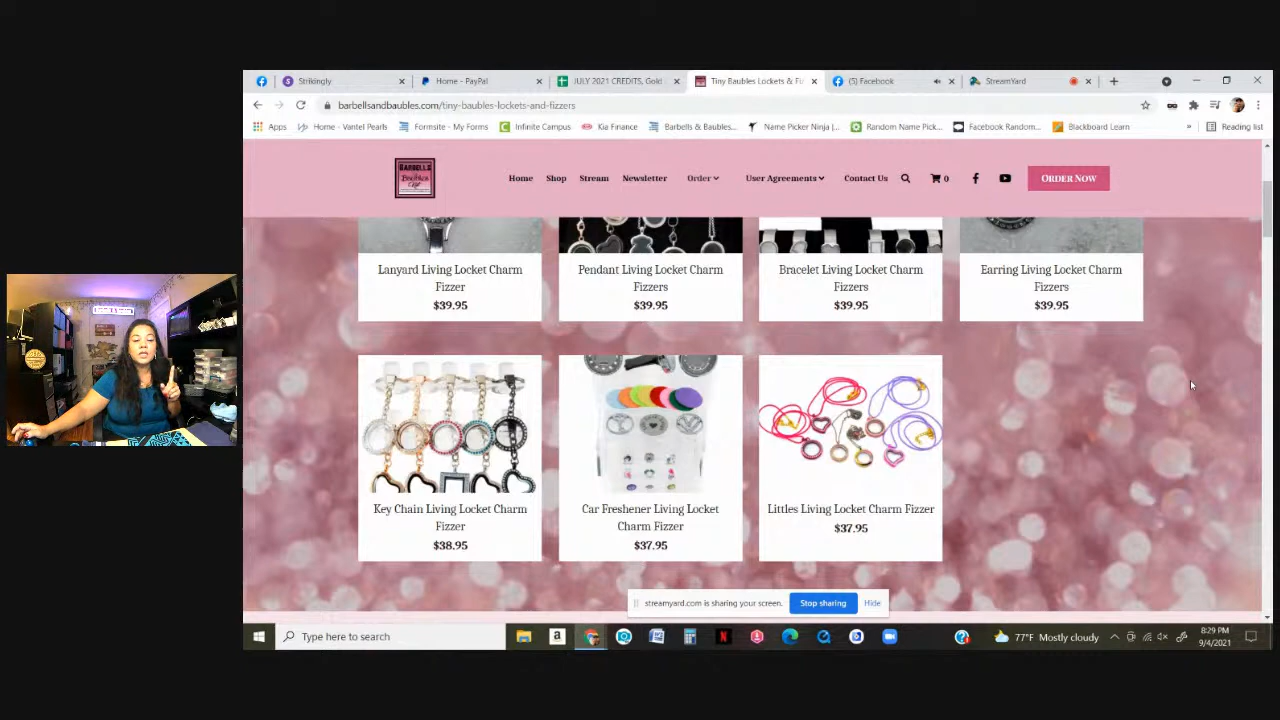 Strikingly
Home - PayPal
JULY 2021 CREDITS, Gold
Tiny Baubles Lockets & Fi
(5) Facebook
StreamYard
barbellsandbaubles.com/tiny-baubles-lockets-and-fizzers
Apps
Home - Vantel Pearls
Formsite - My Forms
Infinite Campus
Kia Finance
Barbells & Baubles...
Name Picker Ninja |...
Random Name Pick...
Facebook Random...
Blackboard Learn
»
Reading list
BARBELLS
Baubles
Home
Shop
Stream
Newsletter
Order
User Agreements
Contact Us
0
ORDER NOW
Lanyard Living Locket Charm
Fizzer
$39.95
Pendant Living Locket Charm
Fizzers
$39.95
Bracelet Living Locket Charm
Fizzers
$39.95
Earring Living Locket Charm
Fizzers
$39.95
Key Chain Living Locket Charm
Fizzer
$38.95
Car Freshener Living Locket
Charm Fizzer
$37.95
Littles Living Locket Charm Fizzer
$37.95
streamyard.com is sharing your screen.
Stop sharing
Hide
Type here to search
77°F Mostly cloudy
8:29 PM
9/4/2021